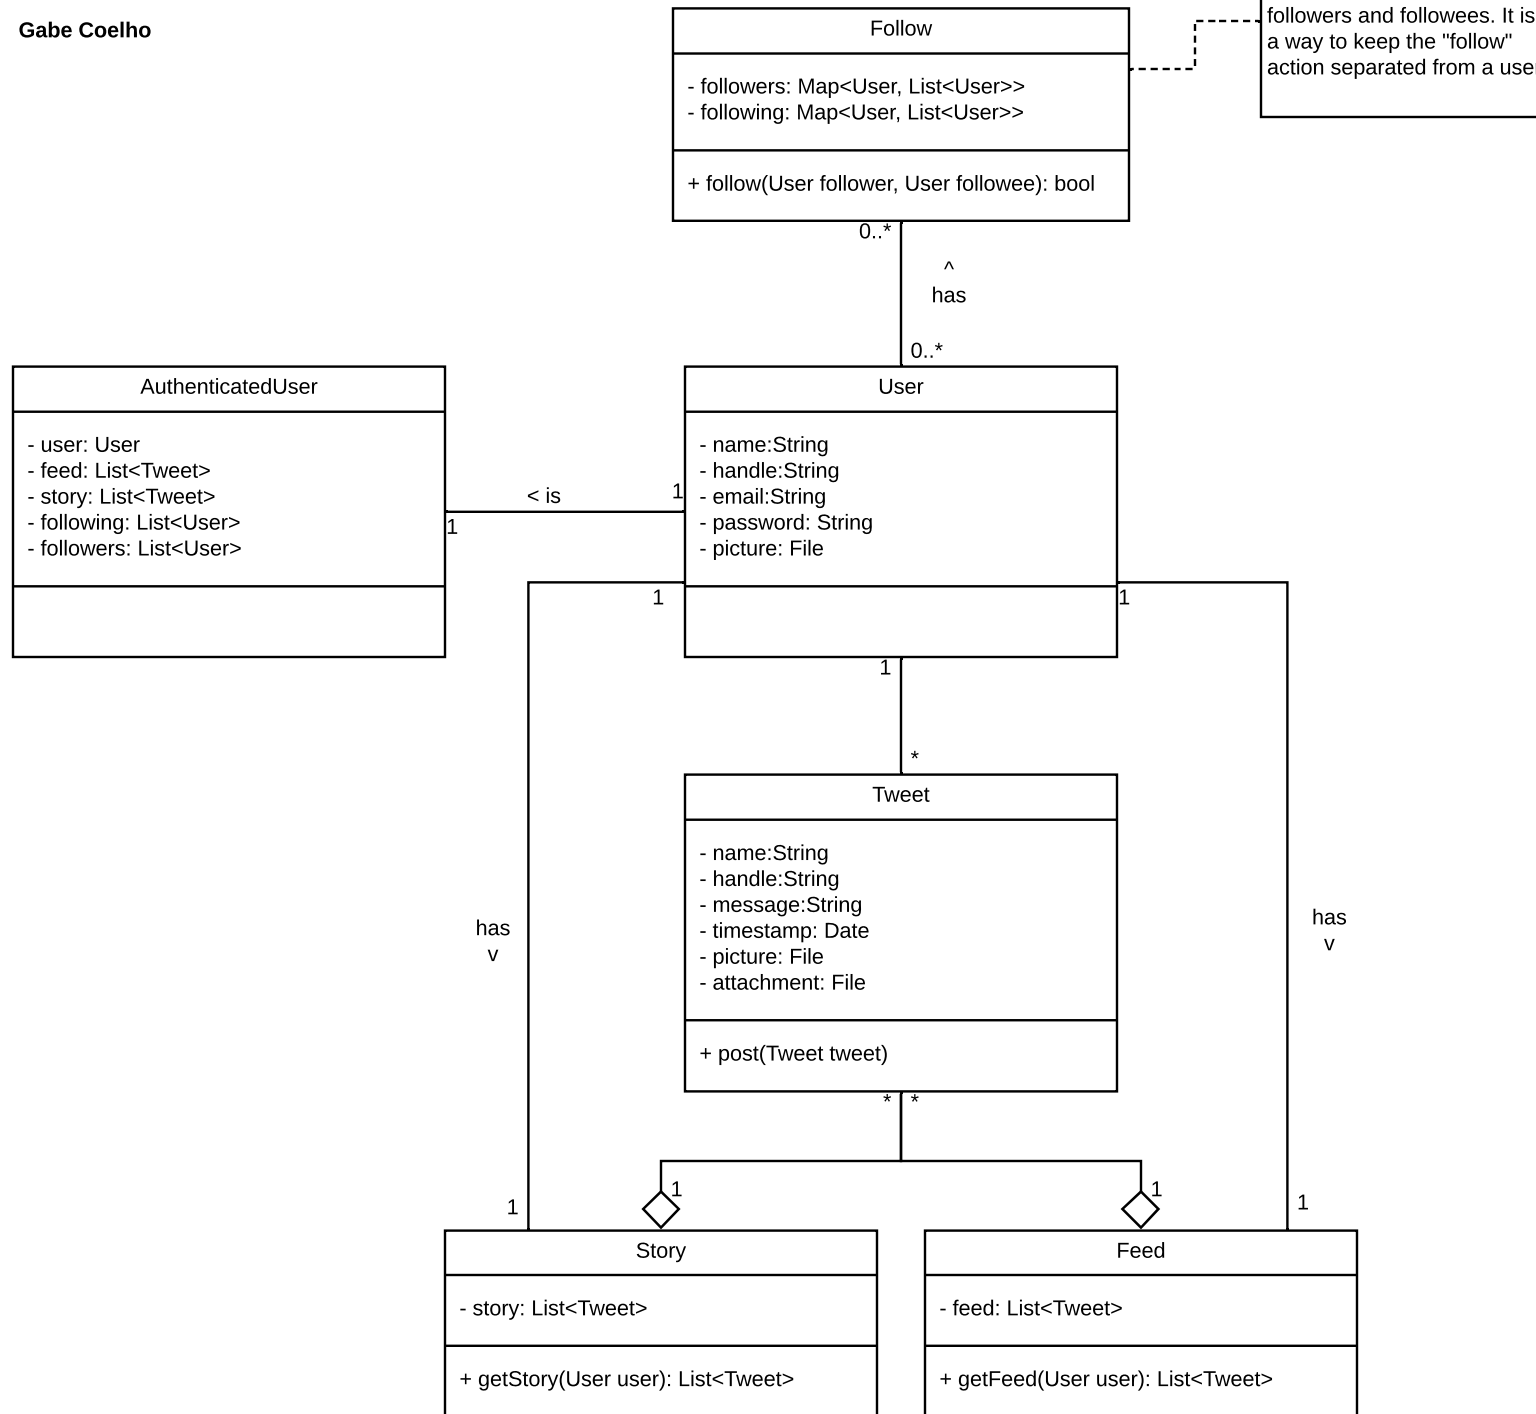 Gabe Coelho
followers and followees. It is
a way to keep the "follow"
action separated from a user
Follow
- followers: Map<User, List<User>>
- following: Map<User, List<User>>
+ follow(User follower, User followee): bool
0..*
^
has
0..*
AuthenticatedUser
- user: User
- feed: List<Tweet>
- story: List<Tweet>
- following: List<User>
- followers: List<User>
< is
1
1
User
- name:String
- handle:String
- email:String
- password: String
- picture: File
1
1
1
*
Tweet
- name:String
- handle:String
- message:String
- timestamp: Date
- picture: File
- attachment: File
+ post(Tweet tweet)
has
v
has
v
* *
1
1
1
1
Story
- story: List<Tweet>
+ getStory(User user): List<Tweet>
Feed
- feed: List<Tweet>
+ getFeed(User user): List<Tweet>